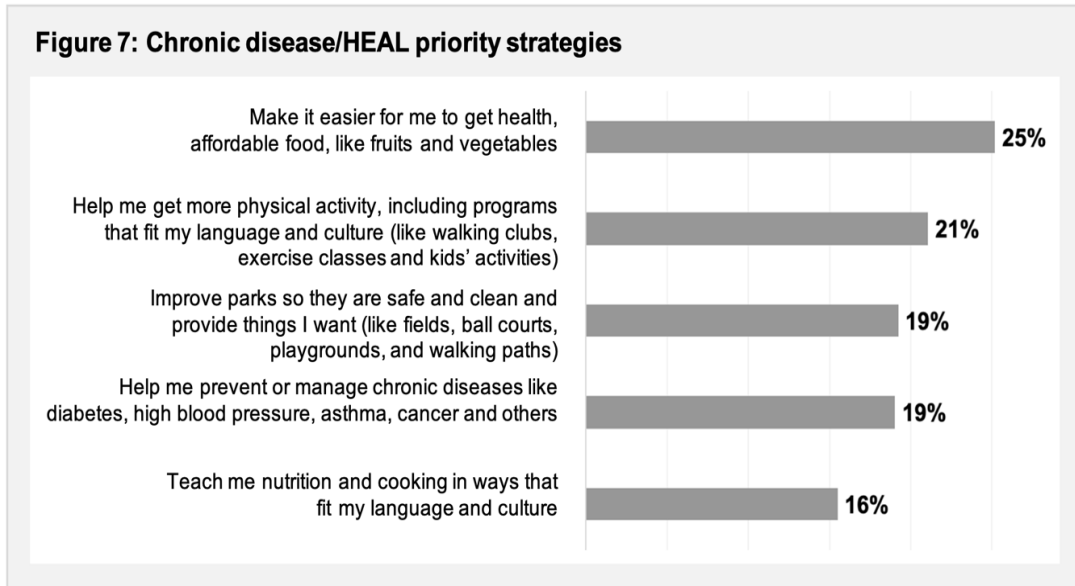 Figure 7: Chronic disease/HEAL priority strategies
Make it easier for me to get health,
affordable food, like fruits and vegetables
25%
Help me get more physical activity, including programs
that fit my language and culture (like walking clubs,
exercise classes and kids’ activities)
21%
Improve parks so they are safe and clean and
provide things I want (like fields, ball courts,
playgrounds, and walking paths)
19%
Help me prevent or manage chronic diseases like
diabetes, high blood pressure, asthma, cancer and others
19%
Teach me nutrition and cooking in ways that
fit my language and culture
16%